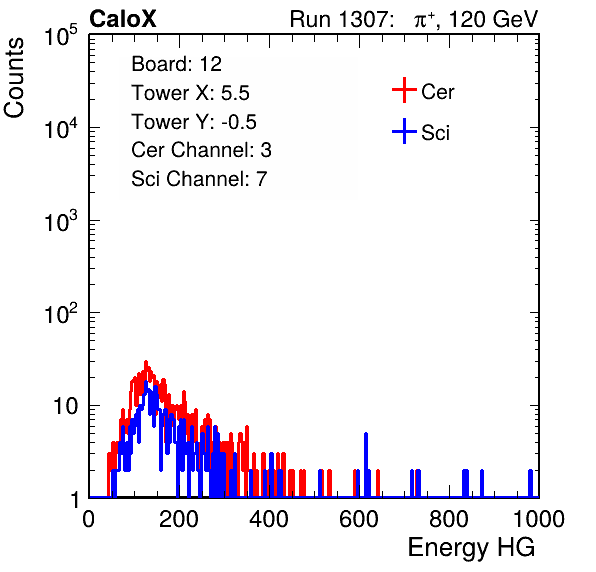 CaloX Run 1307: π⁺, 120 GeV
Counts
10⁵
10⁴
10³
10²
10
1
Board: 12
Tower X: 5.5
Tower Y: -0.5
Cer Channel: 3
Sci Channel: 7
Cer
Sci
0 200 400 600 800 1000
Energy HG